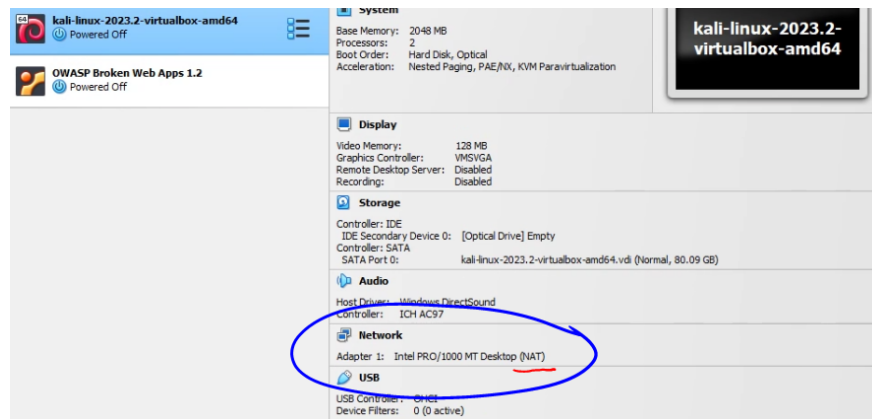 64
kali-linux-2023.2-virtualbox-amd64
Powered Off
OWASP Broken Web Apps 1.2
Powered Off
System
Base Memory: 2048 MB
Processors: 2
Boot Order: Hard Disk, Optical
Acceleration: Nested Paging, PAE/NX, KVM Paravirtualization
kali-linux-2023.2-
virtualbox-amd64
Display
Video Memory: 128 MB
Graphics Controller: VMSVGA
Remote Desktop Server: Disabled
Recording: Disabled
Storage
Controller: IDE
IDE Secondary Device 0: [Optical Drive] Empty
Controller: SATA
SATA Port 0: kali-linux-2023.2-virtualbox-amd64.vdi (Normal, 80.09 GB)
Audio
Host Driver: Windows DirectSound
Controller: ICH AC97
Network
Adapter 1: Intel PRO/1000 MT Desktop (NAT)
USB
USB Controller: OHCI
Device Filters: 0 (0 active)